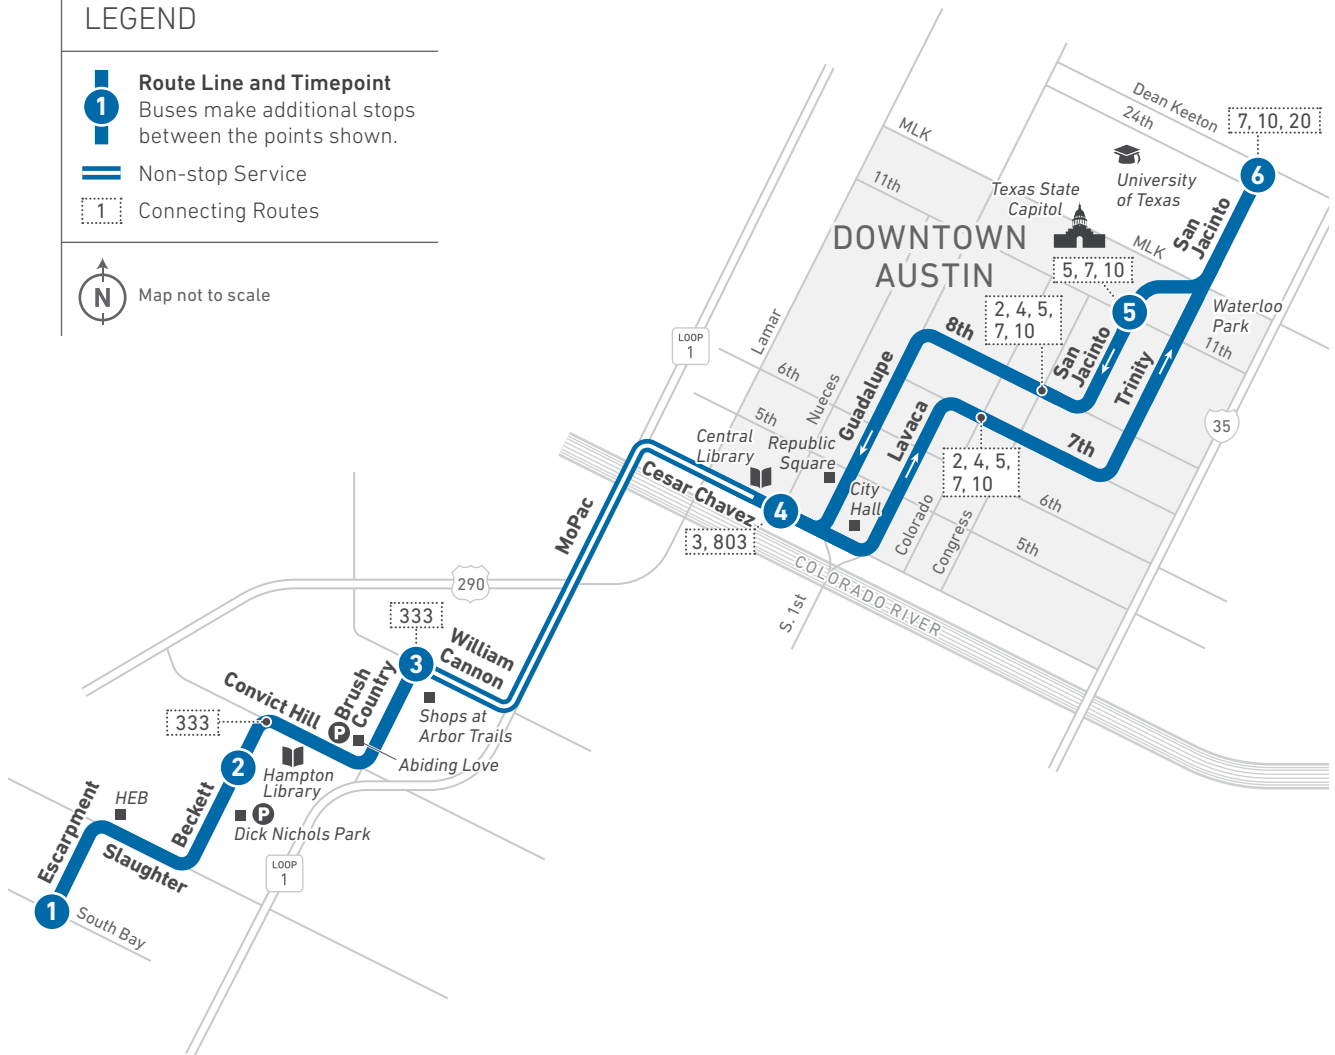 LEGEND
1
Route Line and Timepoint
Buses make additional stops
between the points shown.
Non-stop Service
1
Connecting Routes
N
Map not to scale
Dean Keeton
24th
7, 10, 20
6
MLK
University
of Texas
11th
Texas State
Capitol
San
Jacinto
DOWNTOWN
AUSTIN
MLK
5, 7, 10
5
2, 4, 5,
7, 10
Waterloo
Park
11th
8th
San
Jacinto
Trinity
Lamar
LOOP
1
6th
Nueces
Guadalupe
5th
Lavaca
35
Central
Library
Republic
Square
7th
2, 4, 5,
7, 10
Cesar Chavez
City
Hall
4
6th
MoPac
3, 803
Colorado
Congress
5th
COLORADO RIVER
290
S. 1st
333
3
William
Cannon
Brush
Country
Convict Hill
P
333
Shops at
Arbor Trails
Abiding Love
2
Hampton
Library
HEB
Beckett
P
Dick Nichols Park
Escarpment
Slaughter
LOOP
1
1
South Bay